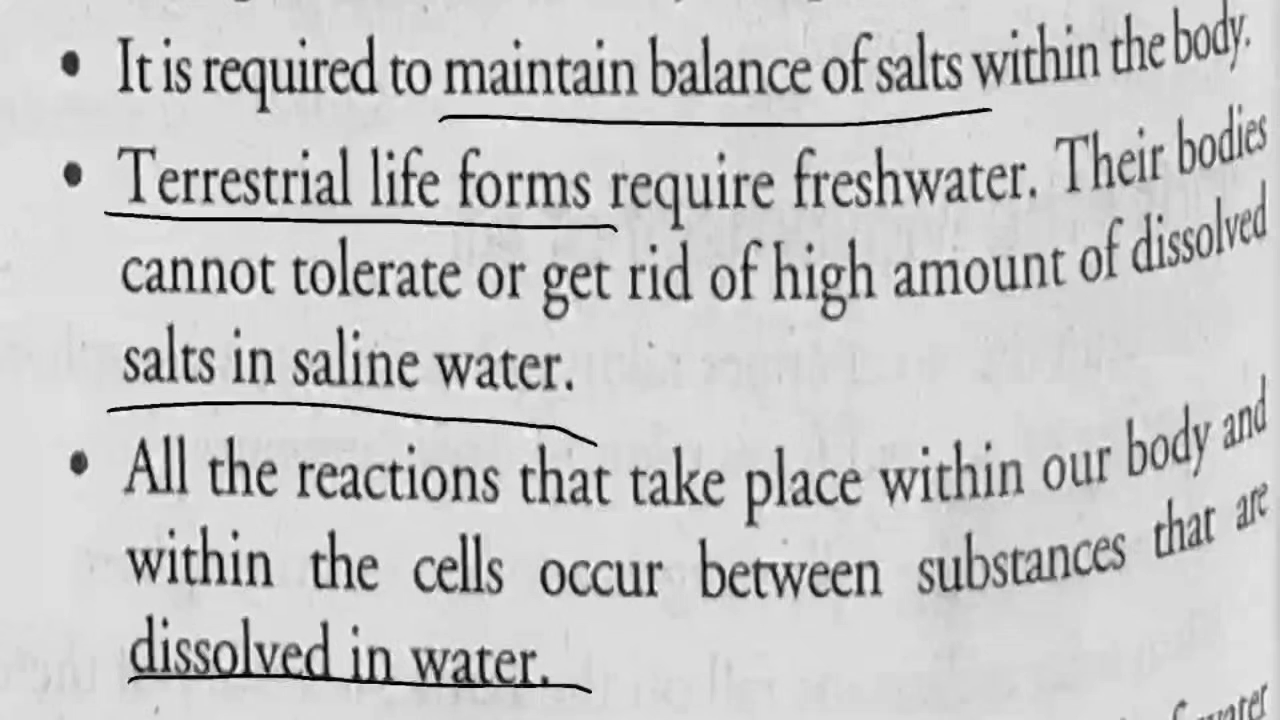 • It is required to maintain balance of salts within the body.
• Terrestrial life forms require freshwater. Their bodies
cannot tolerate or get rid of high amount of dissolved
salts in saline water.
• All the reactions that take place within our body and
within the cells occur between substances that are
dissolved in water.
water